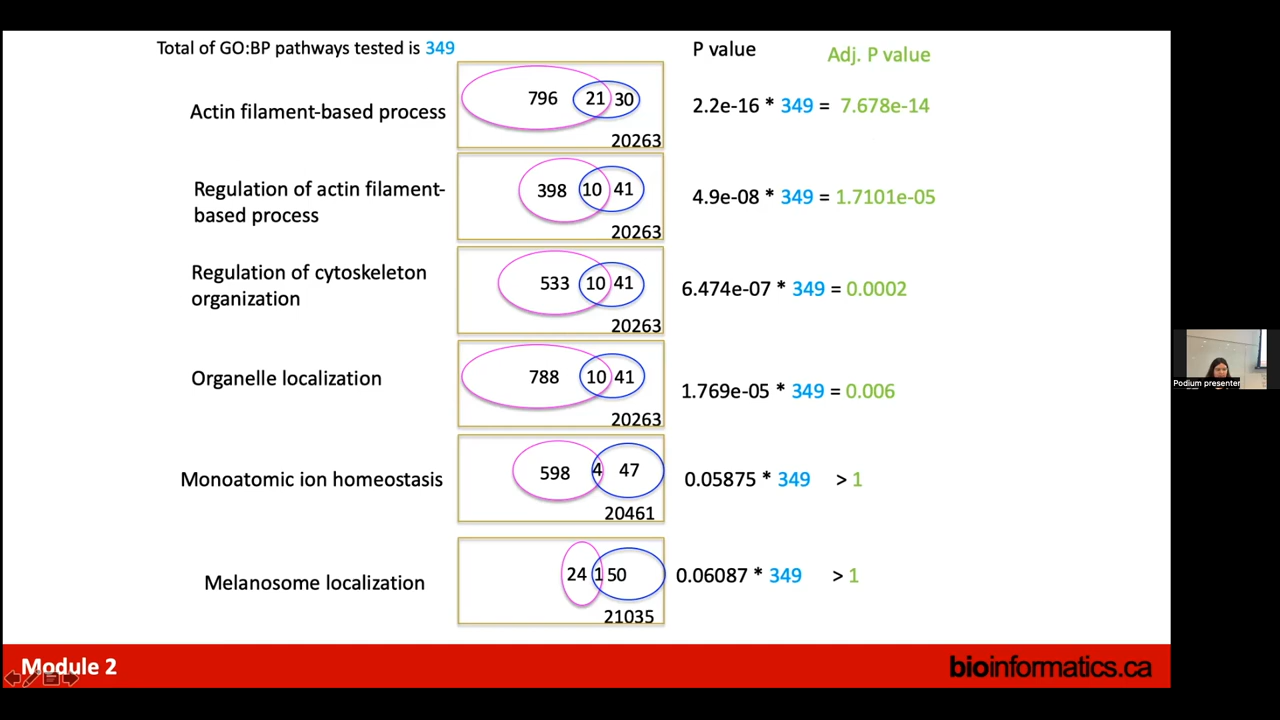 Total of GO:BP pathways tested is 349
P value
Adj. P value
Actin filament-based process
796 21 30
20263
2.2e-16 * 349 = 7.678e-14
Regulation of actin filament-
based process
398 10 41
20263
4.9e-08 * 349 = 1.7101e-05
Regulation of cytoskeleton
organization
533 10 41
20263
6.474e-07 * 349 = 0.0002
Organelle localization
788 10 41
20263
1.769e-05 * 349 = 0.006
Monoatomic ion homeostasis
598 4 47
20461
0.05875 * 349 > 1
Melanosome localization
24 1 50
21035
0.06087 * 349 > 1
Podium presenter
Module 2
bioinformatics.ca